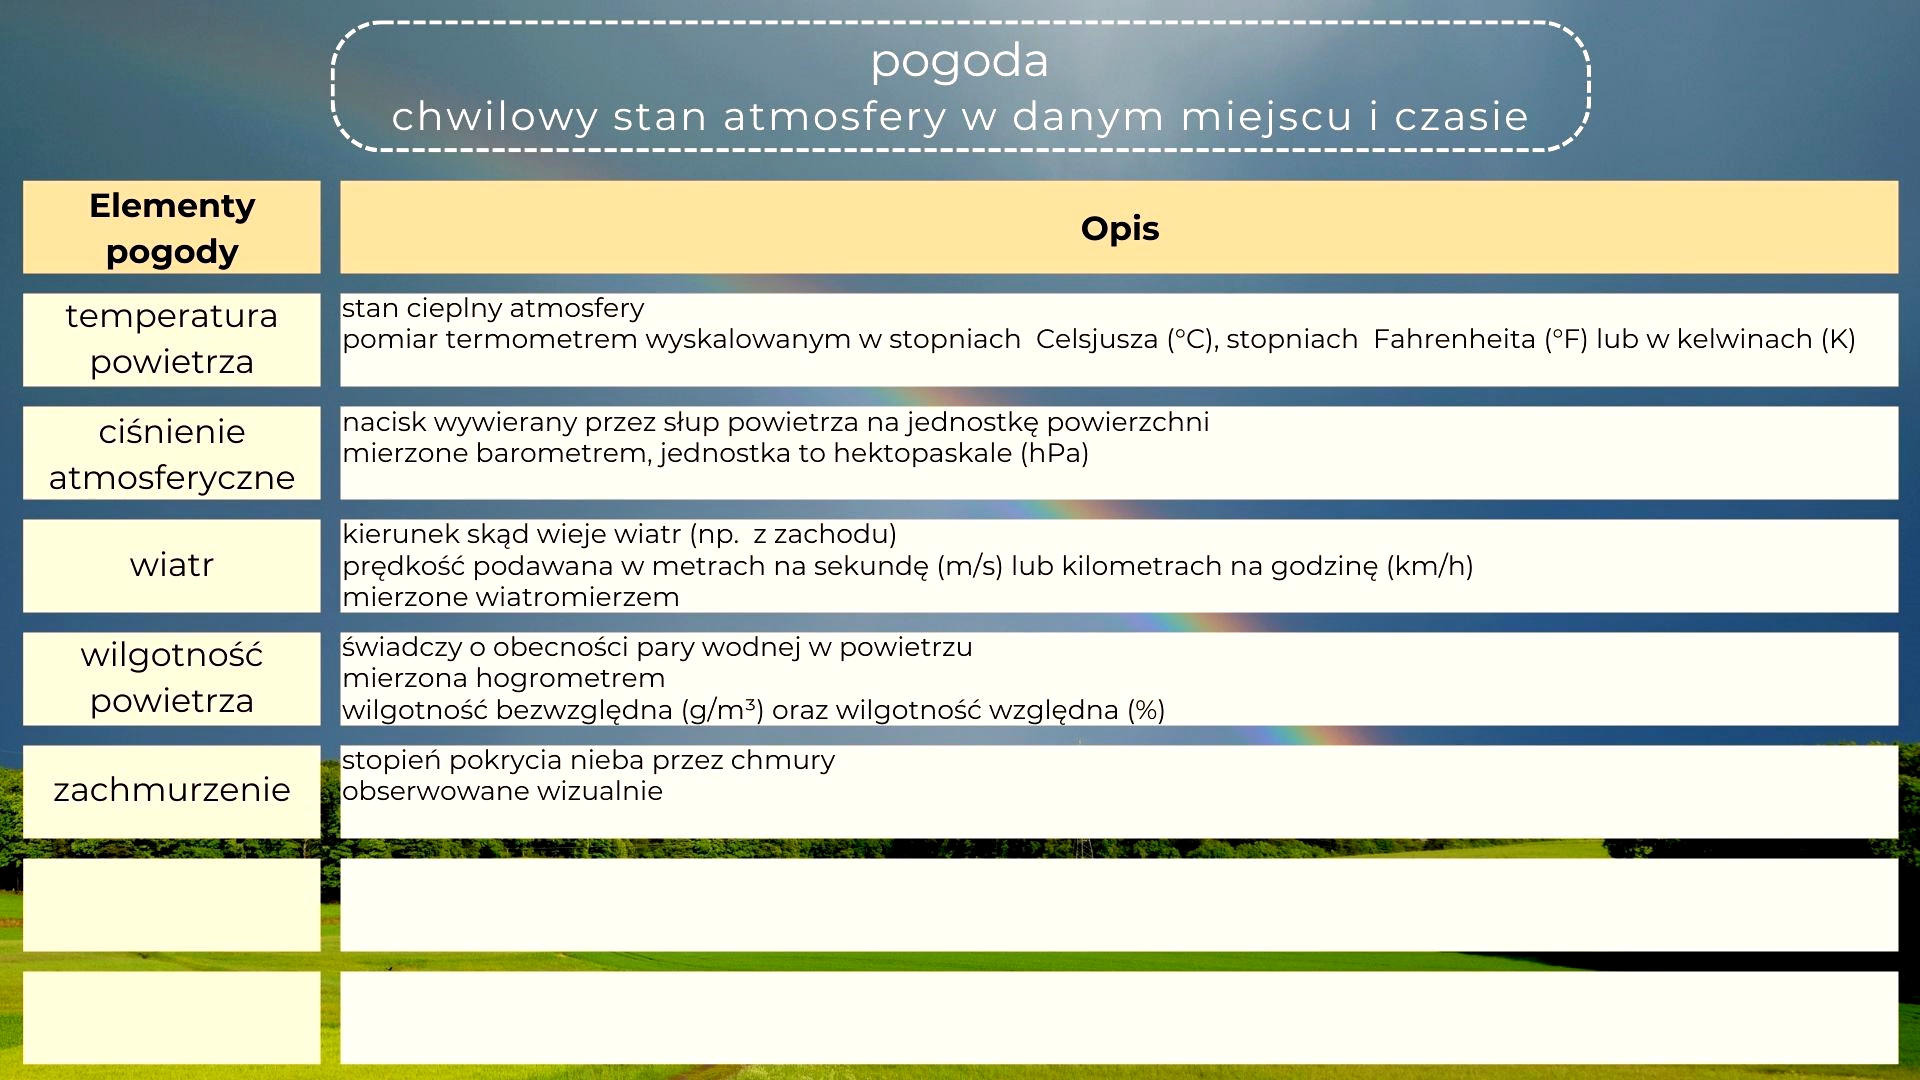 pogoda
chwilowy stan atmosfery w danym miejscu i czasie
Elementy
pogody
Opis
temperatura
powietrza
stan cieplny atmosfery
pomiar termometrem wyskalowanym w stopniach  Celsjusza (°C), stopniach  Fahrenheita (°F) lub w kelwinach (K)
ciśnienie
atmosferyczne
nacisk wywierany przez słup powietrza na jednostkę powierzchni
mierzone barometrem, jednostka to hektopaskale (hPa)
wiatr
kierunek skąd wieje wiatr (np.  z zachodu)
prędkość podawana w metrach na sekundę (m/s) lub kilometrach na godzinę (km/h)
mierzone wiatromierzem
wilgotność
powietrza
świadczy o obecności pary wodnej w powietrzu
mierzona hogrometrem
wilgotność bezwzględna (g/m³) oraz wilgotność względna (%)
zachmurzenie
stopień pokrycia nieba przez chmury
obserwowane wizualnie